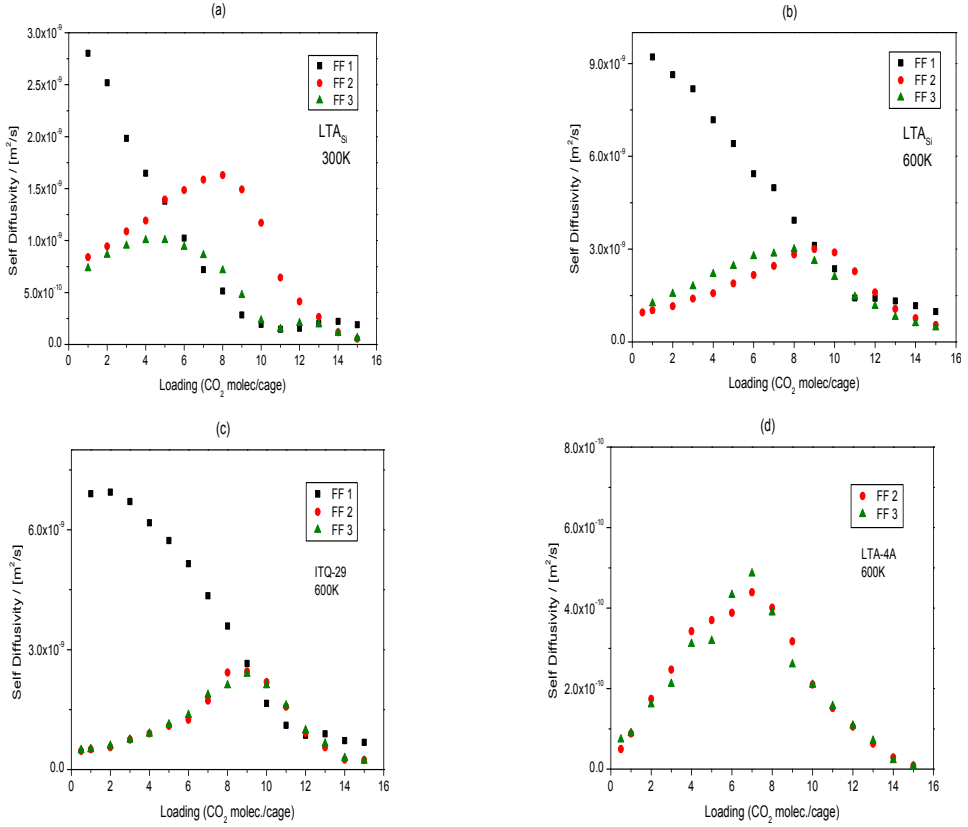 (a)
3.0x10⁻⁹
2.5x10⁻⁹
2.0x10⁻⁹
1.5x10⁻⁹
1.0x10⁻⁹
5.0x10⁻¹⁰
0.0
0 2 4 6 8 10 12 14 16
Self Diffusivity / [m²/s]
Loading (CO₂ molec/cage)
FF 1
FF 2
FF 3
LTA_Si
300K
(b)
9.0x10⁻⁹
6.0x10⁻⁹
3.0x10⁻⁹
0.0
0 2 4 6 8 10 12 14 16
Self Diffusivity / [m²/s]
Loading (CO₂ molec/cage)
FF 1
FF 2
FF 3
LTA_Si
600K
(c)
6.0x10⁻⁹
3.0x10⁻⁹
0.0
0 2 4 6 8 10 12 14 16
Self Diffusivity / [m²/s]
Loading (CO₂ molec./cage)
FF 1
FF 2
FF 3
ITQ-29
600K
(d)
8.0x10⁻¹⁰
6.0x10⁻¹⁰
4.0x10⁻¹⁰
2.0x10⁻¹⁰
0.0
0 2 4 6 8 10 12 14 16
Self Diffusivity / [m²/s]
Loading (CO₂ molec./cage)
FF 2
FF 3
LTA-4A
600K